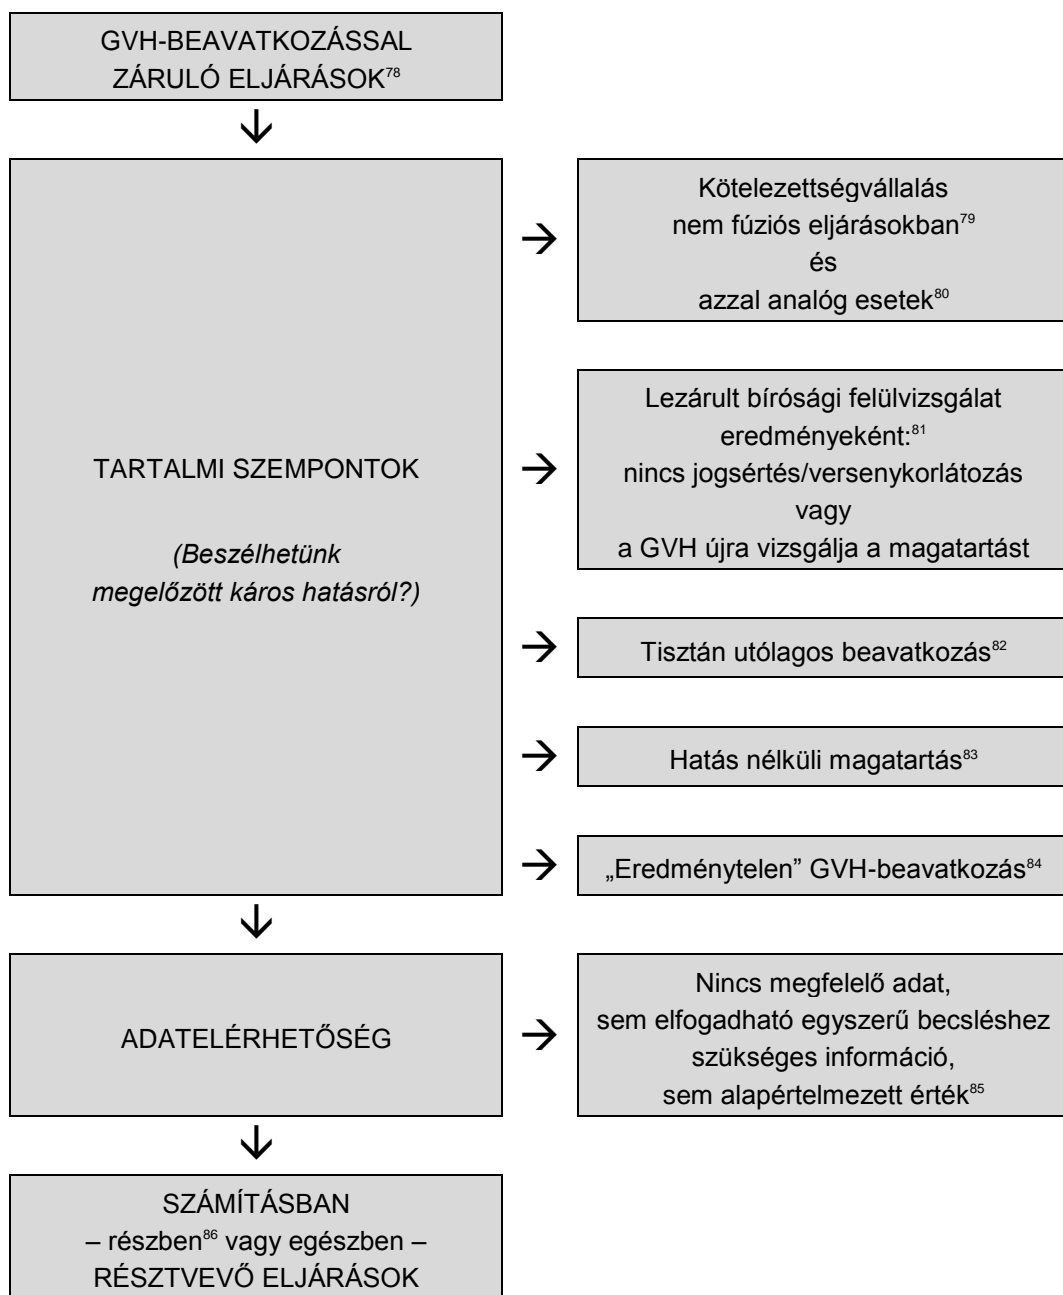 GVH-BEAVATKOZÁSSAL
ZÁRULÓ ELJÁRÁSOK⁷⁸
TARTALMI SZEMPONTOK
(Beszélhetünk
megelőzött káros hatásról?)
Kötelezettségvállalás
nem fúziós eljárásokban⁷⁹
és
azzal analóg esetek⁸⁰
Lezárult bírósági felülvizsgálat
eredményeként:⁸¹
nincs jogsértés/versenykorlátozás
vagy
a GVH újra vizsgálja a magatartást
Tisztán utólagos beavatkozás⁸²
Hatás nélküli magatartás⁸³
„Eredménytelen” GVH-beavatkozás⁸⁴
ADATELÉRHETŐSÉG
Nincs megfelelő adat,
sem elfogadható egyszerű becsléshez
szükséges információ,
sem alapértelmezett érték⁸⁵
SZÁMÍTÁSBAN
– részben⁸⁶ vagy egészben –
RÉSZTVEVŐ ELJÁRÁSOK